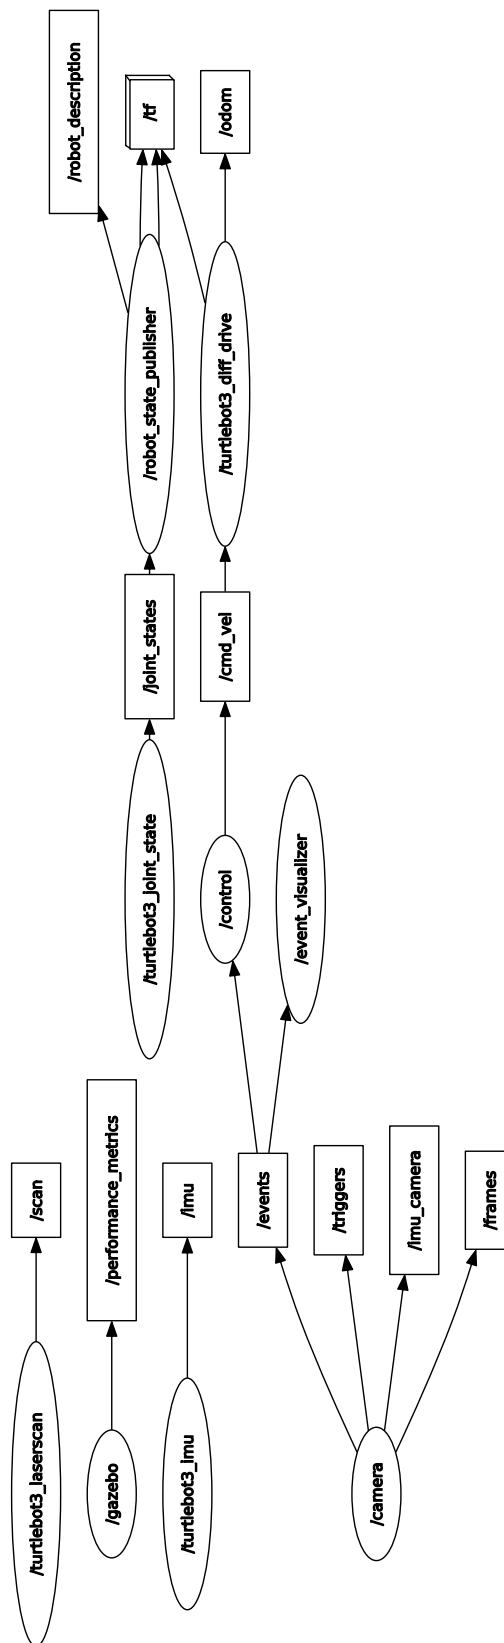 /turtlebot3_laserscan
/scan
/gazebo
/performance_metrics
/turtlebot3_imu
/imu
/camera
/events
/triggers
/imu_camera
/frames
/control
/event_visualizer
/turtlebot3_joint_state
/joint_states
/cmd_vel
/robot_state_publisher
/turtlebot3_diff_drive
/robot_description
/tf
/odom